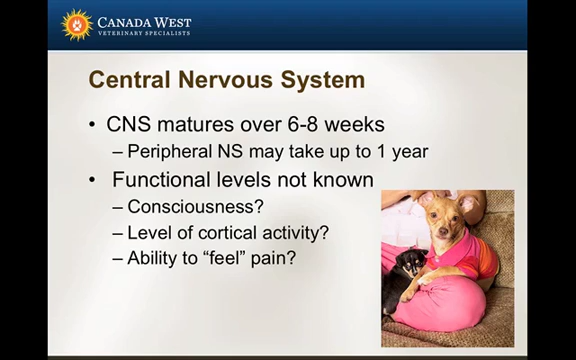 CANADA WEST
VETERINARY SPECIALISTS
Central Nervous System
• CNS matures over 6-8 weeks
– Peripheral NS may take up to 1 year
• Functional levels not known
– Consciousness?
– Level of cortical activity?
– Ability to “feel” pain?